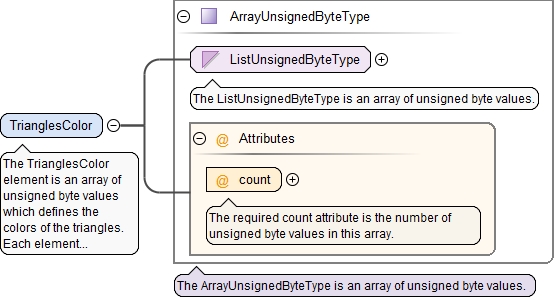 ArrayUnsignedByteType
ListUnsignedByteType
The ListUnsignedByteType is an array of unsigned byte values.
TrianglesColor
The TrianglesColor
element is an array of
unsigned byte values
which defines the
colors of the triangles.
Each element...
@ Attributes
@ count
The required count attribute is the number of
unsigned byte values in this array.
The ArrayUnsignedByteType is an array of unsigned byte values.